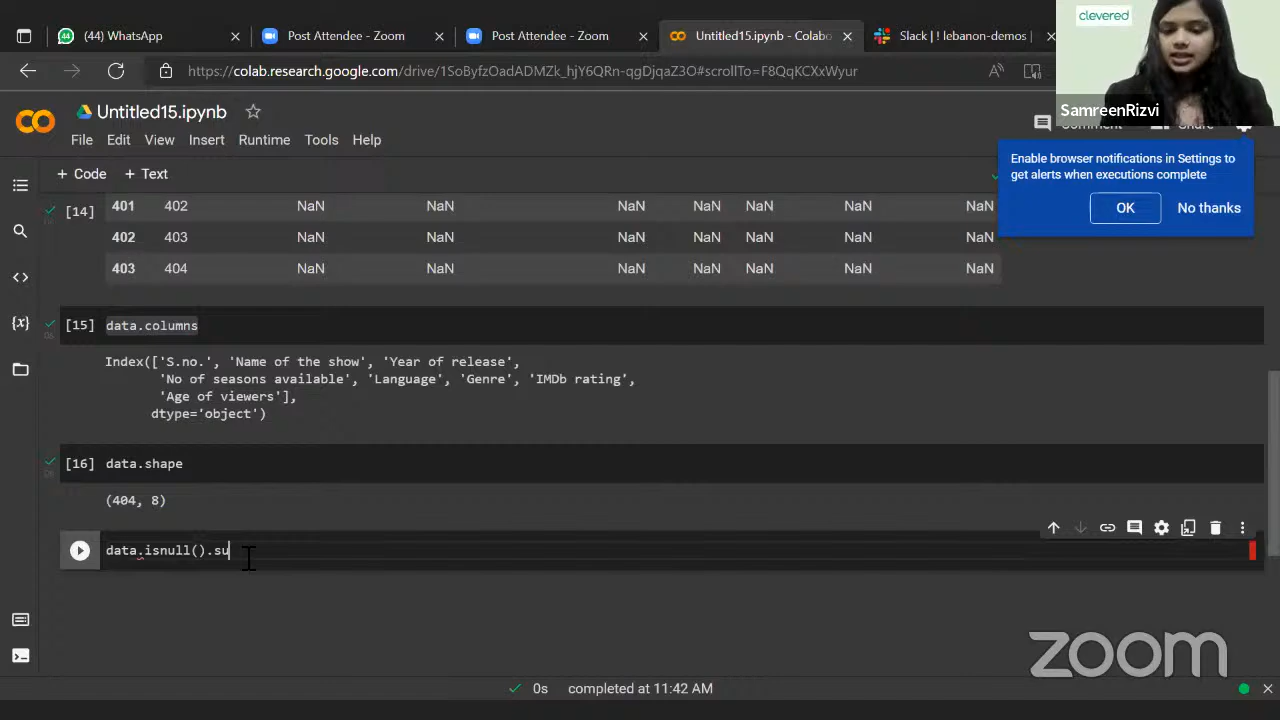 (44) WhatsApp
Post Attendee - Zoom
Post Attendee - Zoom
Untitled15.ipynb - Colabo
Slack | ! lebanon-demos |
clevered
https://colab.research.google.com/drive/1SoByfzOadADMZk_hjY6QRn-qgDjqaZ3O#scrollTo=F8QqKCXxWyur
SamreenRizvi
Untitled15.ipynb
File Edit View Insert Runtime Tools Help
Comment Share
Enable browser notifications in Settings to
get alerts when executions complete
OK No thanks
+ Code + Text
[14] 401 402 NaN NaN NaN NaN NaN NaN NaN
402 403 NaN NaN NaN NaN NaN NaN NaN
403 404 NaN NaN NaN NaN NaN NaN NaN
[15] data.columns
0s
Index(['S.no.', 'Name of the show', 'Year of release',
'No of seasons available', 'Language', 'Genre', 'IMDb rating',
'Age of viewers'],
dtype='object')
[16] data.shape
0s
(404, 8)
data.isnull().su
zoom
0s completed at 11:42 AM